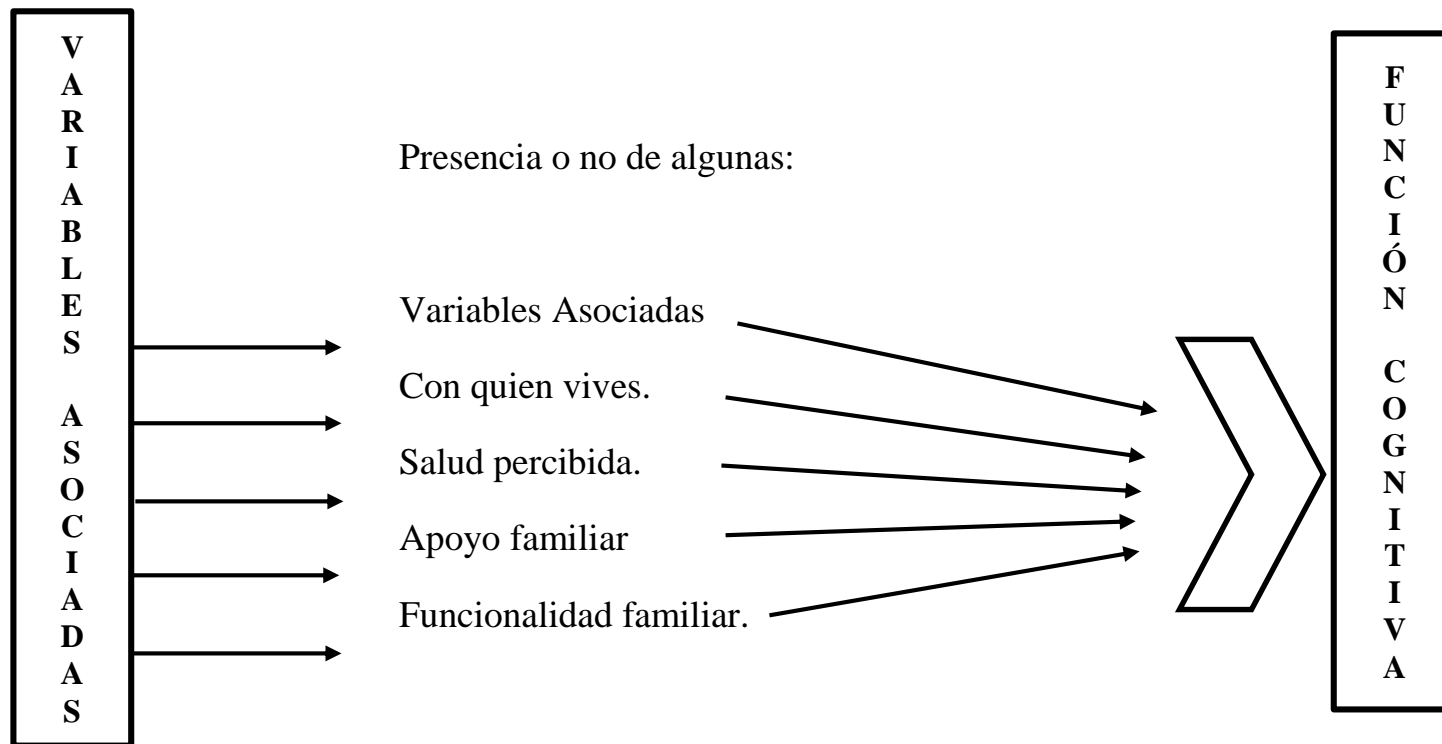 VARIABLES ASOCIADAS
Presencia o no de algunas:
Variables Asociadas
Con quien vives.
Salud percibida.
Apoyo familiar
Funcionalidad familiar.
FUNCIÓN COGNITIVA